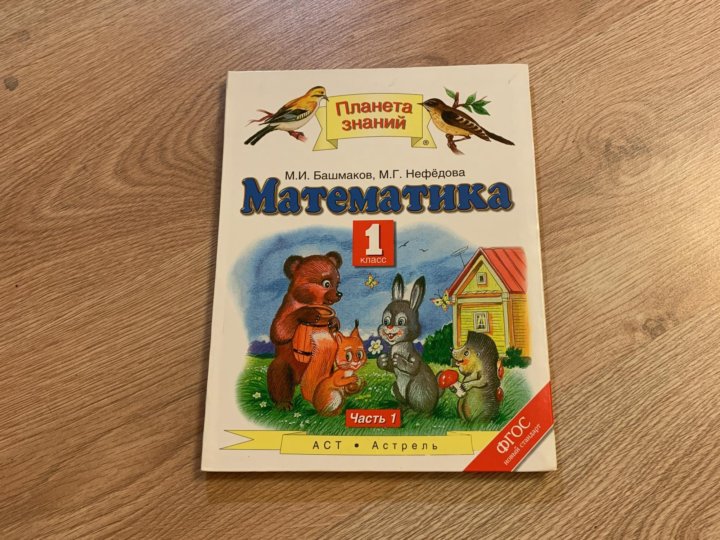 Планета
знаний
®
М.И. Башмаков, М.Г. Нефёдова
Математика
1
класс
Часть 1
АСТ • Астрель
ФГОС
новый стандарт